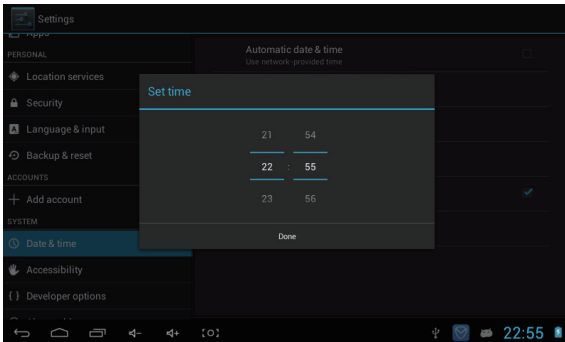 Settings
Apps
PERSONAL
Location services
Security
A Language & input
Backup & reset
ACCOUNTS
Add account
SYSTEM
Date & time
Accessibility
{ } Developer options
Automatic date & time
Use network-provided time
Set time
21 54
22 : 55
23 56
Done
22:55